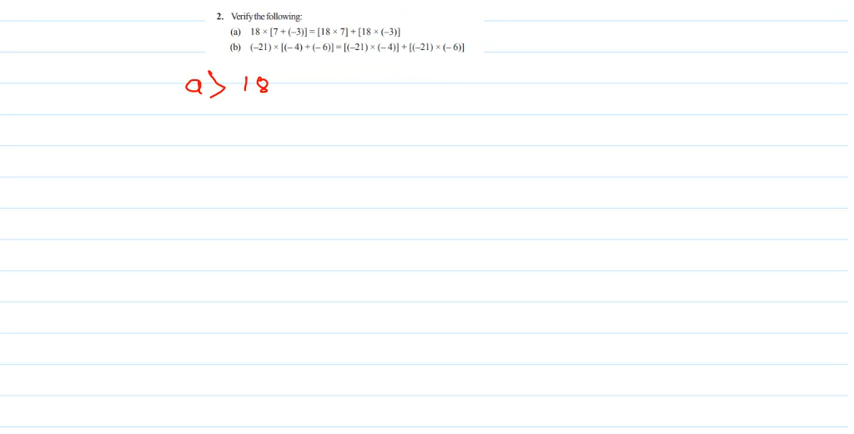 2. Verify the following:
(a) 18 × [7 + (–3)] = [18 × 7] + [18 × (–3)]
(b) (–21) × [(– 4) + (– 6)] = [(–21) × (– 4)] + [(–21) × (– 6)]
a> 18